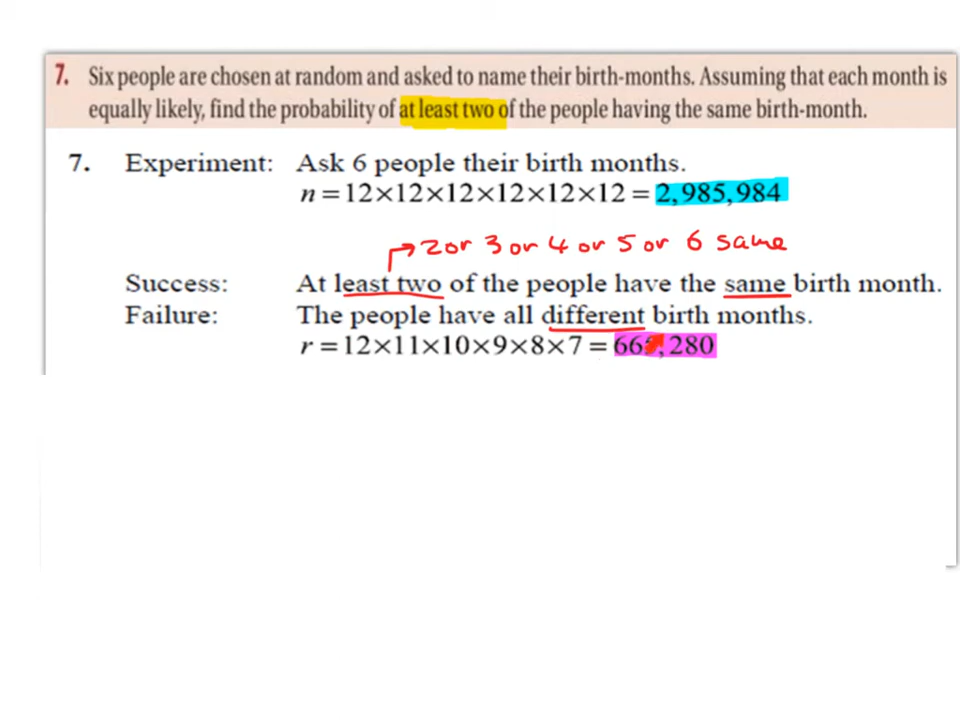 7. Six people are chosen at random and asked to name their birth-months. Assuming that each month is
equally likely, find the probability of at least two of the people having the same birth-month.
7. Experiment: Ask 6 people their birth months.
n = 12×12×12×12×12×12 = 2,985,984
→ 2 or 3 or 4 or 5 or 6 same
Success: At least two of the people have the same birth month.
Failure: The people have all different birth months.
r = 12×11×10×9×8×7 =